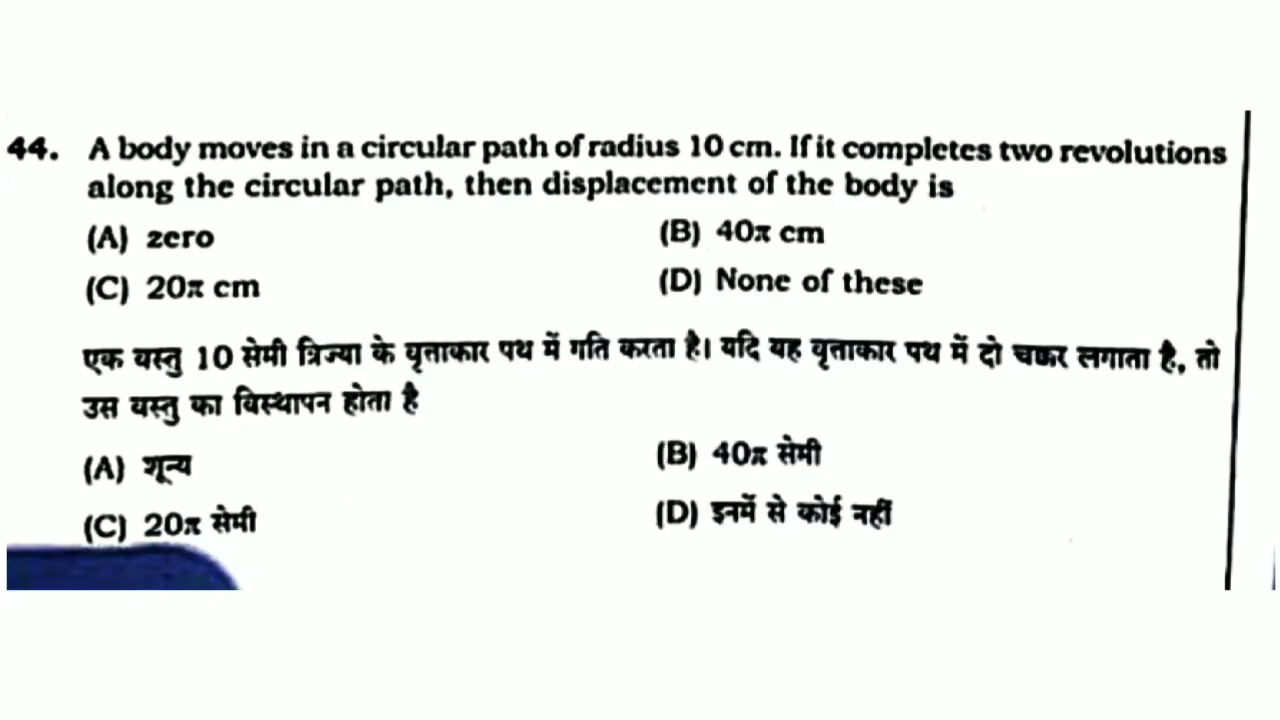 44. A body moves in a circular path of radius 10 cm. If it completes two revolutions
along the circular path, then displacement of the body is
(A) zero (B) 40π cm
(C) 20π cm (D) None of these
एक वस्तु 10 सेमी त्रिज्या के वृत्ताकार पथ में गति करता है। यदि यह वृत्ताकार पथ में दो चक्कर लगाता है, तो
उस वस्तु का विस्थापन होता है
(A) शून्य (B) 40π सेमी
(C) 20π सेमी (D) इनमें से कोई नहीं